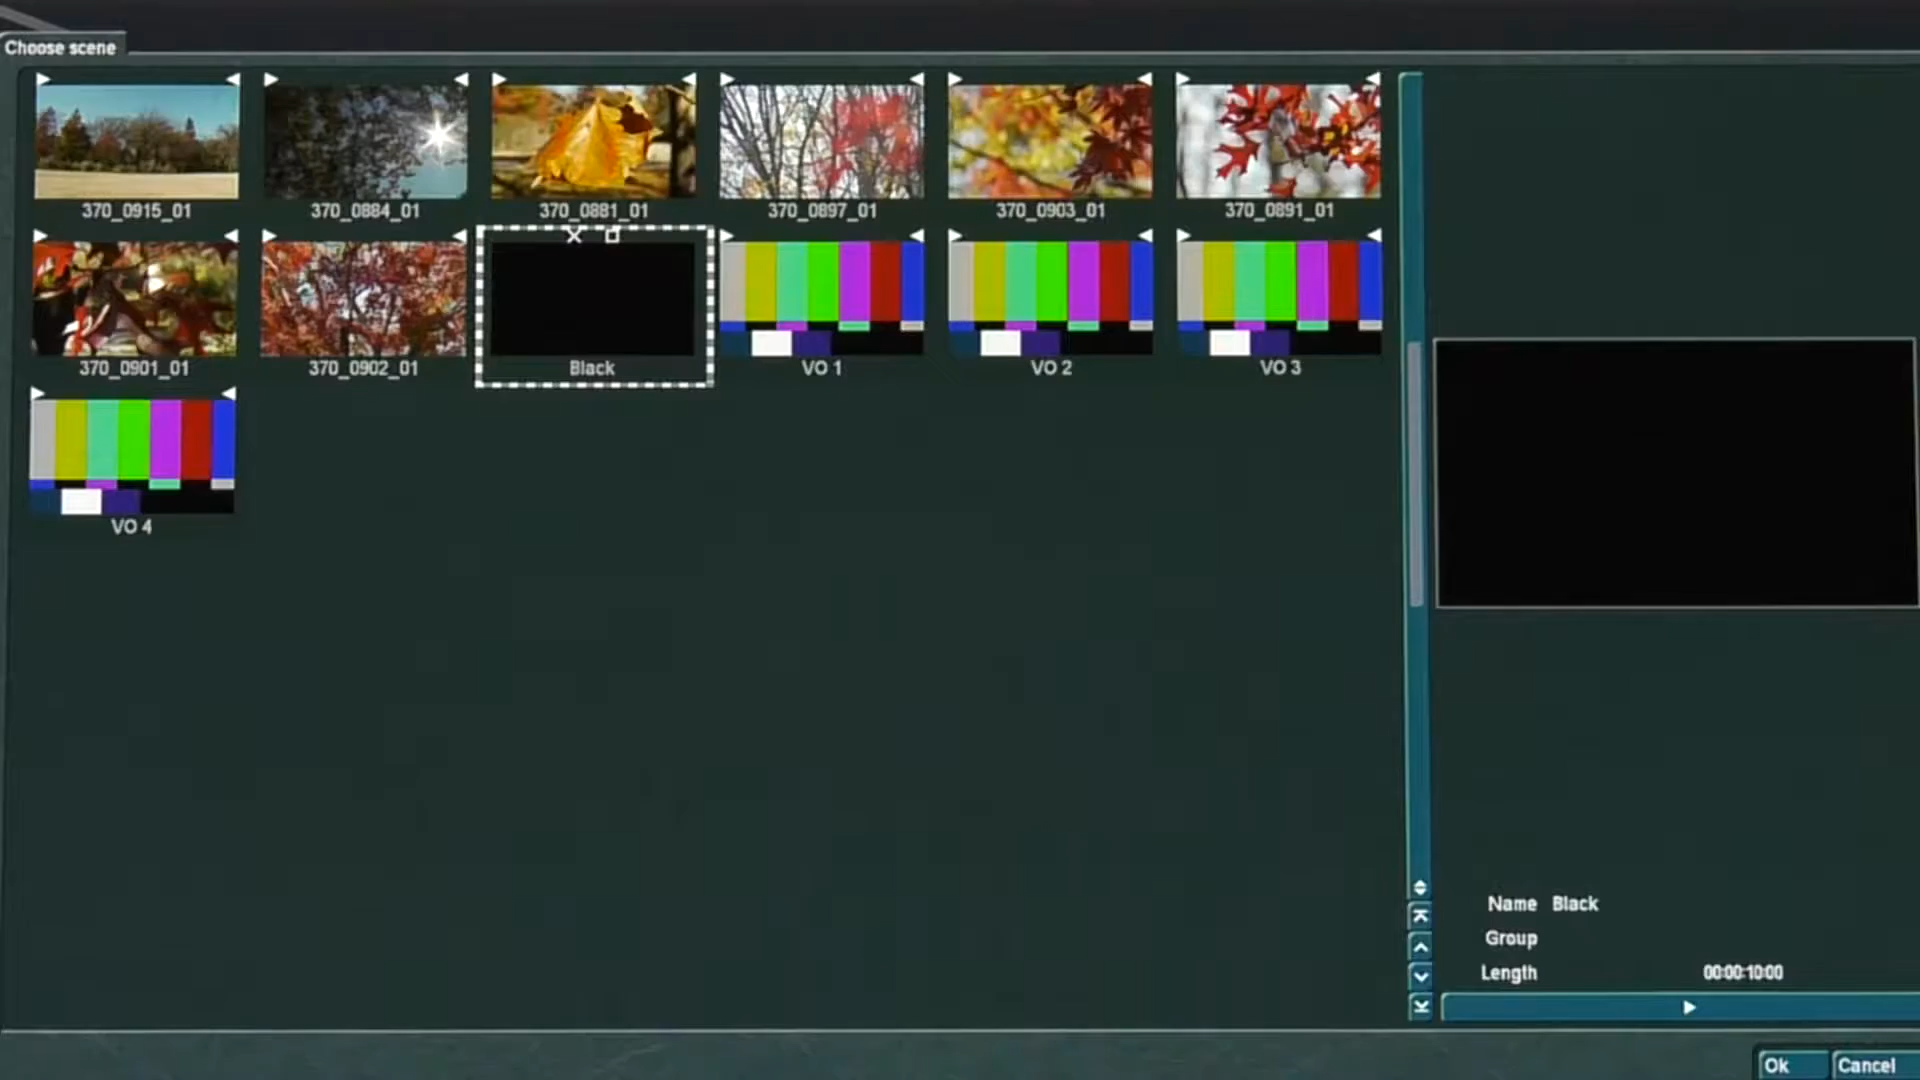 Choose scene
370_0915_01 370_0884_01 370_0881_01 370_0897_01 370_0903_01 370_0891_01
370_0901_01 370_0902_01 Black VO 1 VO 2 VO 3
VO 4
Name Black
Group
Length 00:00:10:00
Ok Cancel